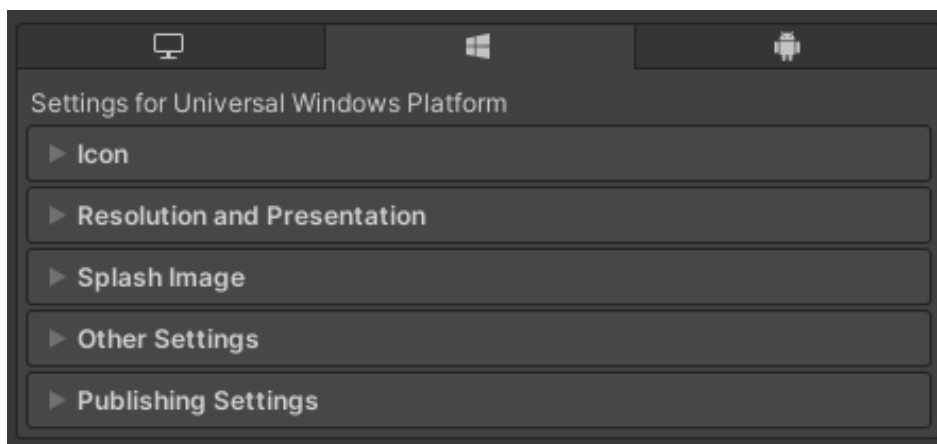 Settings for Universal Windows Platform
Icon
Resolution and Presentation
Splash Image
Other Settings
Publishing Settings